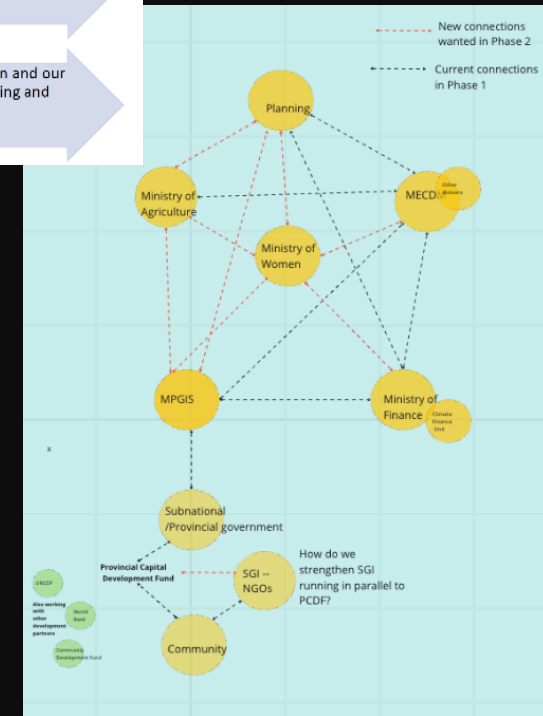 n and our
ing and
New connections
wanted in Phase 2
Current connections
in Phase 1
Planning
Ministry of
Agriculture
MECDM
Other
divisions
Ministry of
Women
MPGIS
Ministry of
Finance
Climate
Finance
Unit
x
Subnational
/Provincial government
Provincial Capital
Development Fund
SGI --
NGOs
How do we
strengthen SGI
running in parallel to
PCDF?
Community
UNCDF
Also working
with
other
development
partners
World
Bank
Community
Development fund